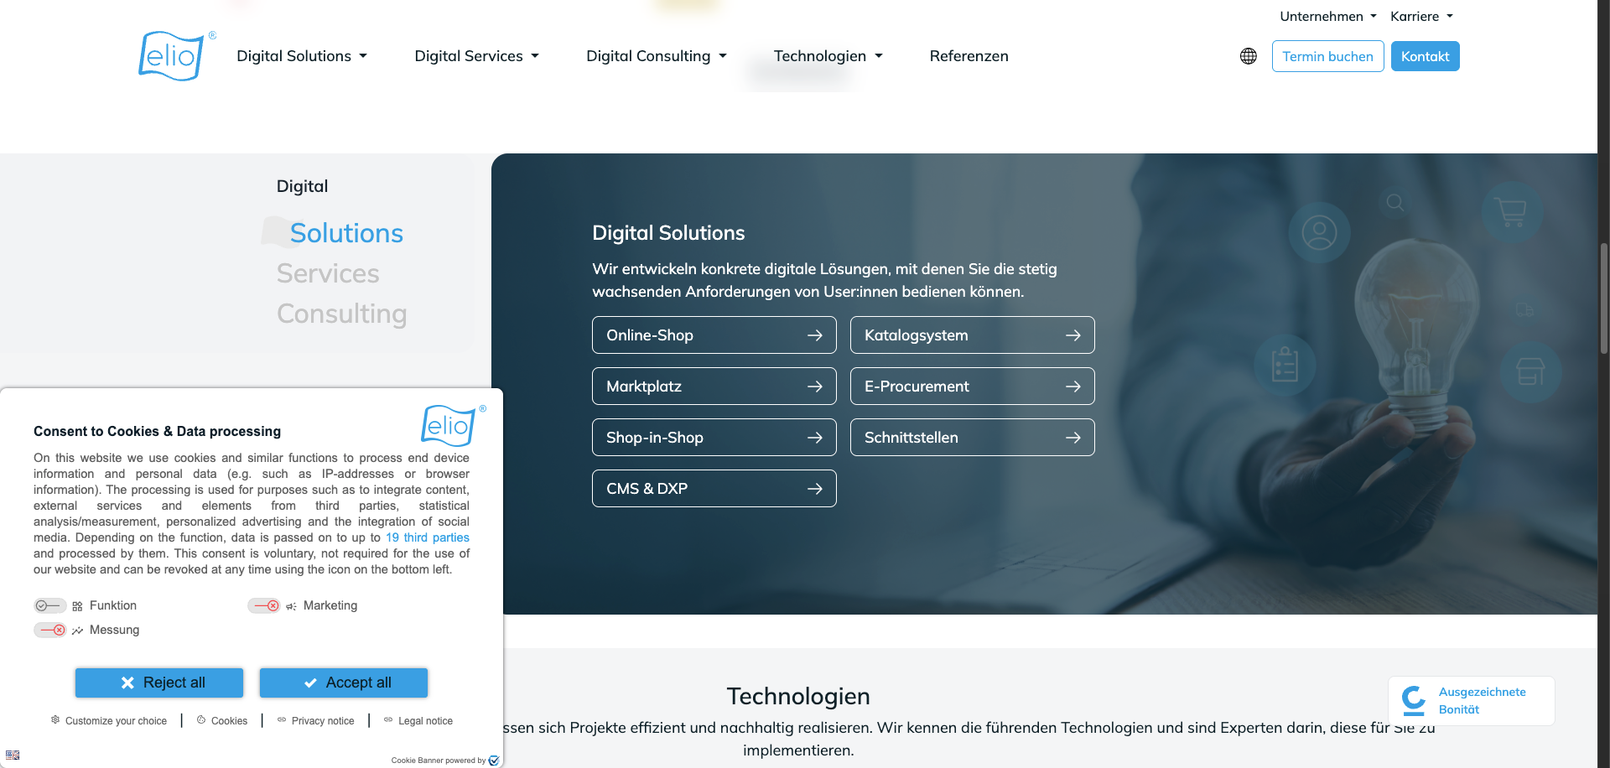 Unternehmen
Karriere
elio®
Digital Solutions
Digital Services
Digital Consulting
Technologien
Referenzen
Termin buchen
Kontakt
Digital
Solutions
Services
Consulting
Digital Solutions
Wir entwickeln konkrete digitale Lösungen, mit denen Sie die stetig
wachsenden Anforderungen von User:innen bedienen können.
Online-Shop
Katalogsystem
Marktplatz
E-Procurement
Shop-in-Shop
Schnittstellen
CMS & DXP
elio®
Consent to Cookies & Data processing
On this website we use cookies and similar functions to process end device
information and personal data (e.g. such as IP-addresses or browser
information). The processing is used for purposes such as to integrate content,
external services and elements from third parties, statistical
analysis/measurement, personalized advertising and the integration of social
media. Depending on the function, data is passed on to up to 19 third parties
and processed by them. This consent is voluntary, not required for the use of
our website and can be revoked at any time using the icon on the bottom left.
Funktion
Marketing
Messung
Reject all
Accept all
Customize your choice
Cookies
Privacy notice
Legal notice
Cookie Banner powered by
Technologien
ssen sich Projekte effizient und nachhaltig realisieren. Wir kennen die führenden Technologien und sind Experten darin, diese für Sie zu
implementieren.
Ausgezeichnete
Bonität